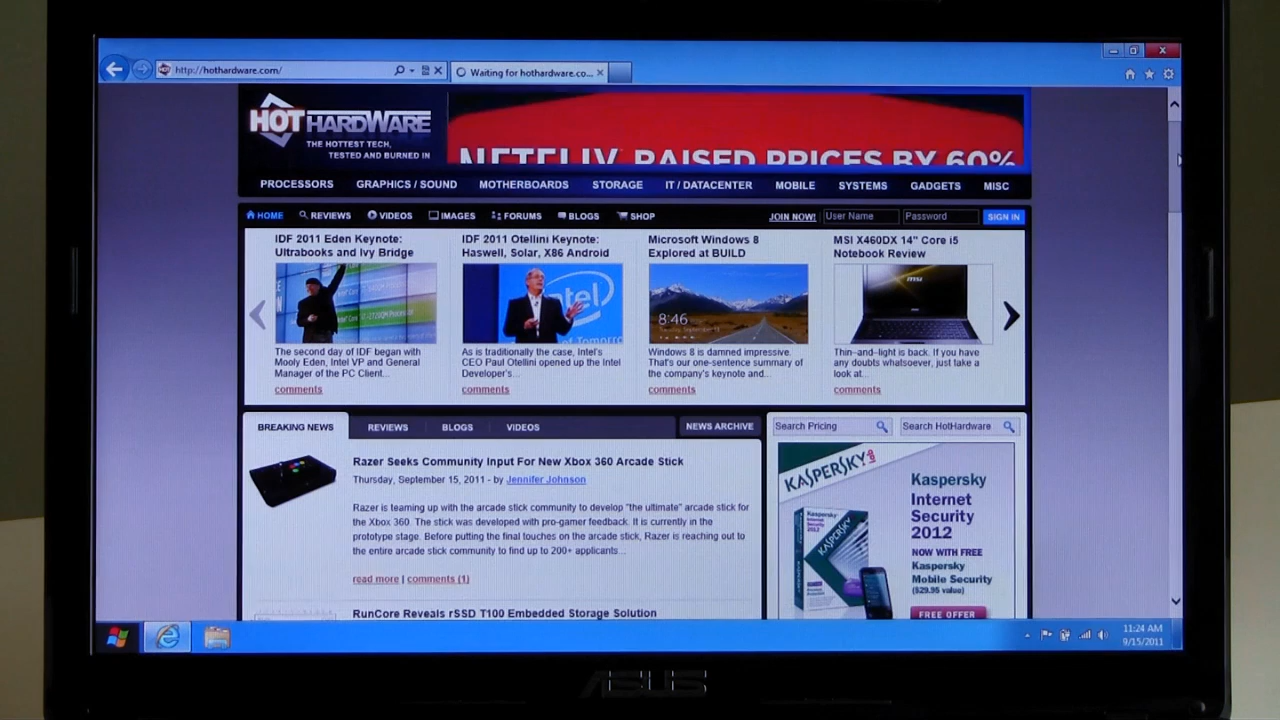 http://hothardware.com/
Waiting for hothardware.co...
HOTHARDWARE
THE HOTTEST TECH,
TESTED AND BURNED IN
NETFLIX RAISED PRICES BY 60%
PROCESSORS GRAPHICS / SOUND MOTHERBOARDS STORAGE IT / DATACENTER MOBILE SYSTEMS GADGETS MISC
HOME REVIEWS VIDEOS IMAGES FORUMS BLOGS SHOP JOIN NOW! User Name Password SIGN IN
IDF 2011 Eden Keynote:
Ultrabooks and Ivy Bridge
The second day of IDF began with
Mooly Eden, Intel VP and General
Manager of the PC Client...
comments
IDF 2011 Otellini Keynote:
Haswell, Solar, X86 Android
intel
of Tomorro
As is traditionally the case, Intel's
CEO Paul Otellini opened up the Intel
Developer's...
comments
Microsoft Windows 8
Explored at BUILD
8:46
Windows 8 is damned impressive.
That's our one-sentence summary of
the company's keynote and...
comments
MSI X460DX 14" Core i5
Notebook Review
msi
Thin-and-light is back. If you have
any doubts whatsoever, just take a
look at...
comments
BREAKING NEWS REVIEWS BLOGS VIDEOS NEWS ARCHIVE
Search Pricing Search HotHardware
Razer Seeks Community Input For New Xbox 360 Arcade Stick
Thursday, September 15, 2011 - by Jennifer Johnson
Razer is teaming up with the arcade stick community to develop "the ultimate" arcade stick for
the Xbox 360. The stick was developed with pro-gamer feedback. It is currently in the
prototype stage. Before putting the final touches on the arcade stick, Razer is reaching out to
the entire arcade stick community to find up to 200+ applicants...
read more | comments (1)
RunCore Reveals rSSD T100 Embedded Storage Solution
KASPERSKY
KASPERSKY
Kaspersky
Internet
Security
2012
NOW WITH FREE
Kaspersky
Mobile Security
($29.95 value)
FREE OFFER
11:24 AM
9/15/2011
ASUS